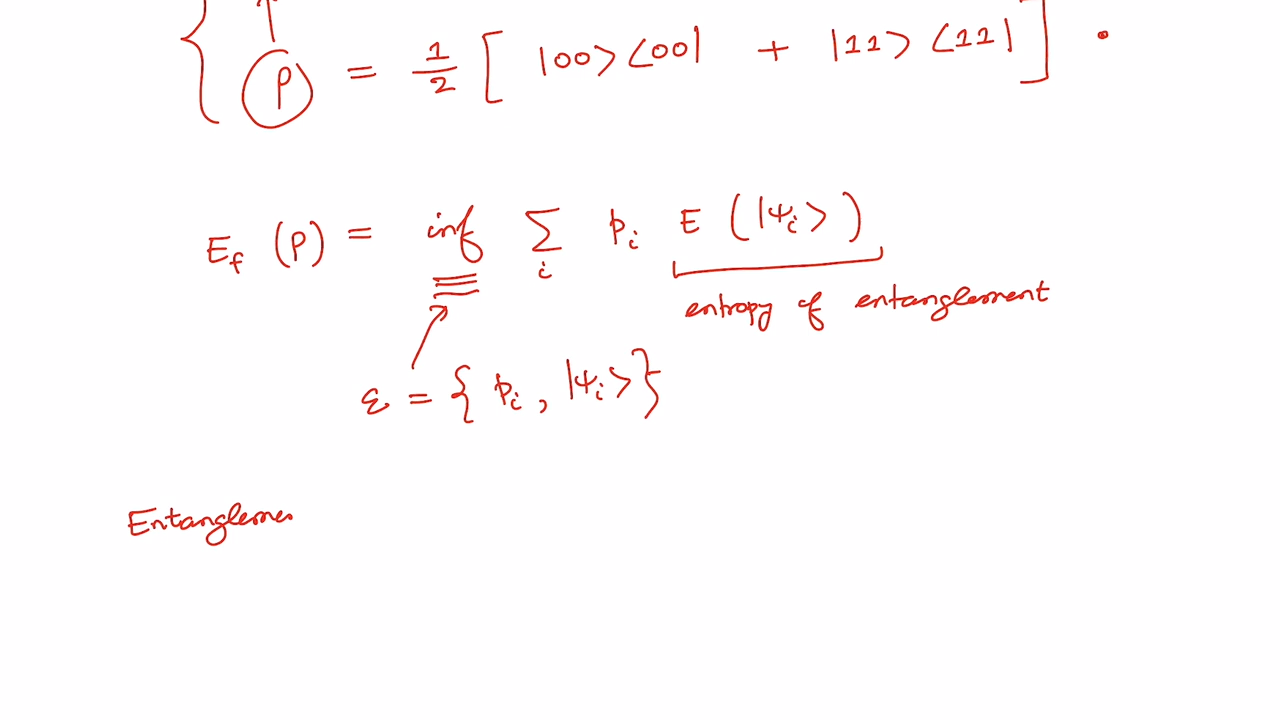 ρ = 1/2 [ |00> <00| + |11> <11| ] .
E_f (ρ) = inf Σ_i p_i E ( |ψ_i> )
entropy of entanglement
ε = { p_i , |ψ_i> }
Entangleme